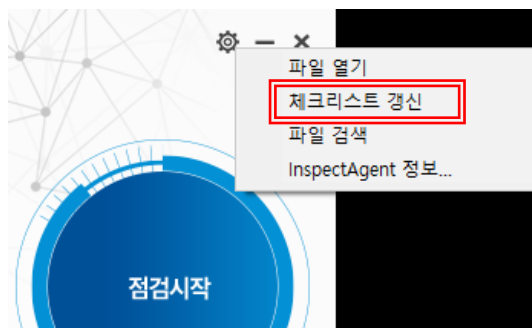 파일 열기
체크리스트 갱신
파일 검색
InspectAgent 정보...
점검시작